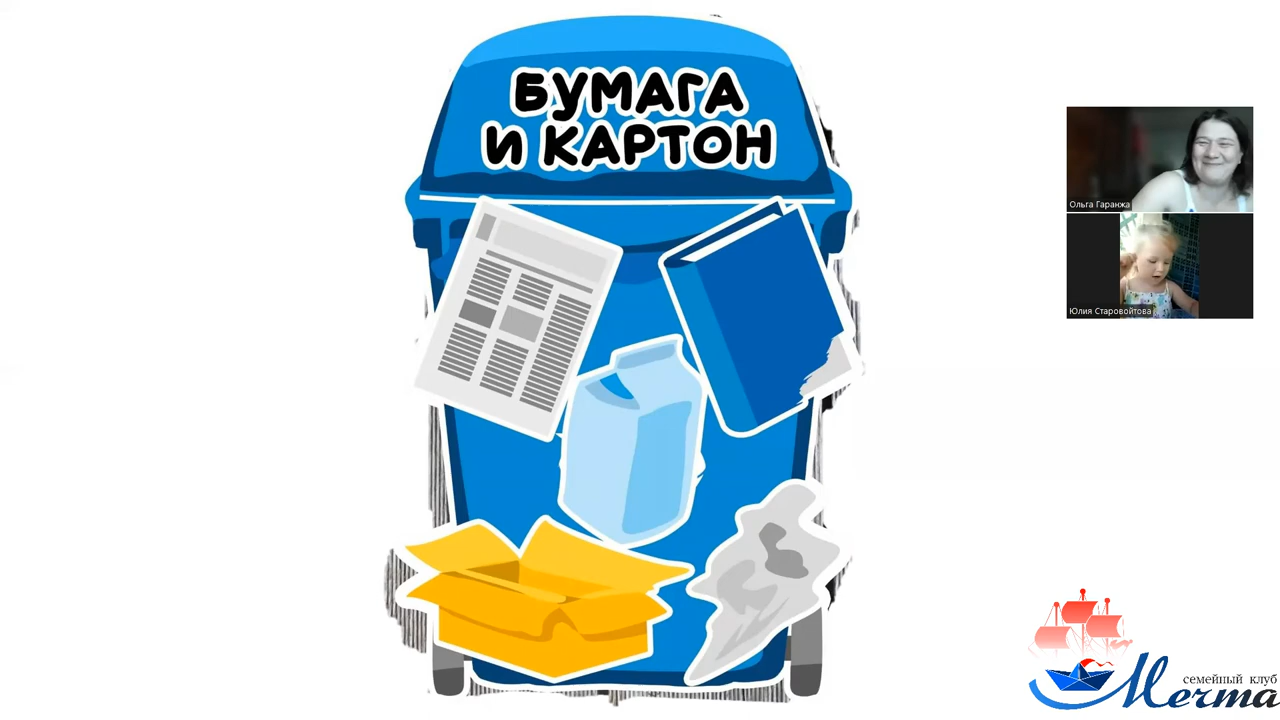 БУМАГА
И КАРТОН
Ольга Гаранжа
Юлия Старовойтова
семейный клуб
Мечта